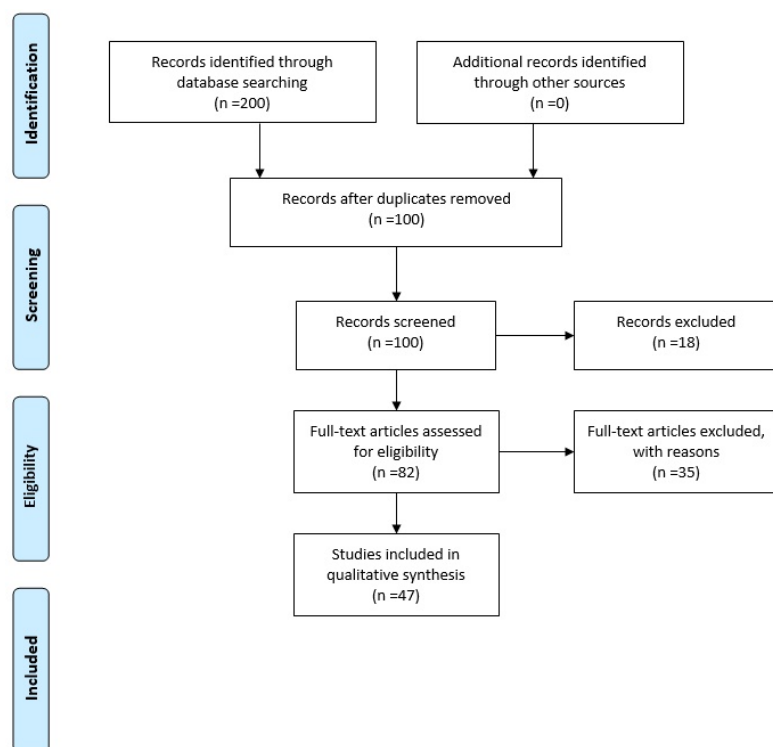 Identification
Records identified through
database searching
(n =200)
Additional records identified
through other sources
(n =0)
Records after duplicates removed
(n =100)
Screening
Records screened
(n =100)
Records excluded
(n =18)
Eligibility
Full-text articles assessed
for eligibility
(n =82)
Full-text articles excluded,
with reasons
(n =35)
Studies included in
qualitative synthesis
(n =47)
Included